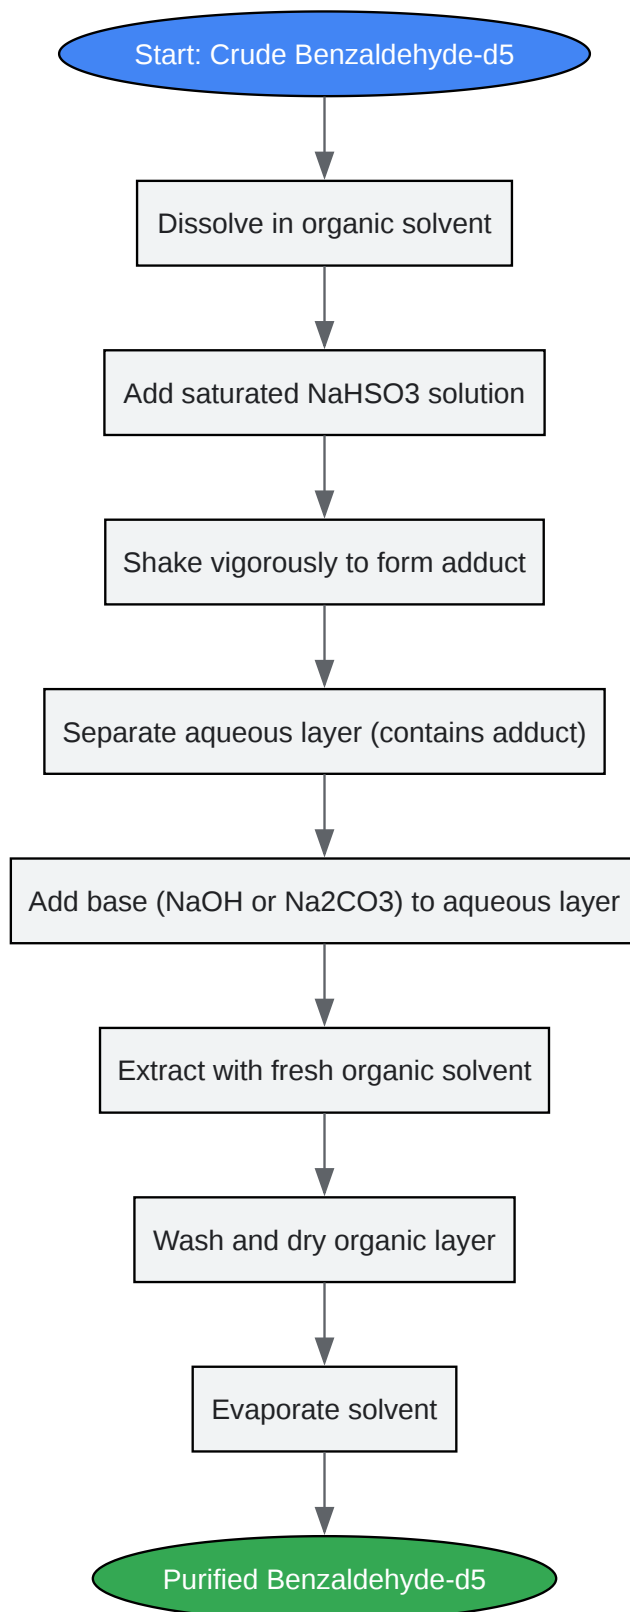 Start: Crude Benzaldehyde-d5
Dissolve in organic solvent
Add saturated NaHSO3 solution
Shake vigorously to form adduct
Separate aqueous layer (contains adduct)
Add base (NaOH or Na2CO3) to aqueous layer
Extract with fresh organic solvent
Wash and dry organic layer
Evaporate solvent
Purified Benzaldehyde-d5